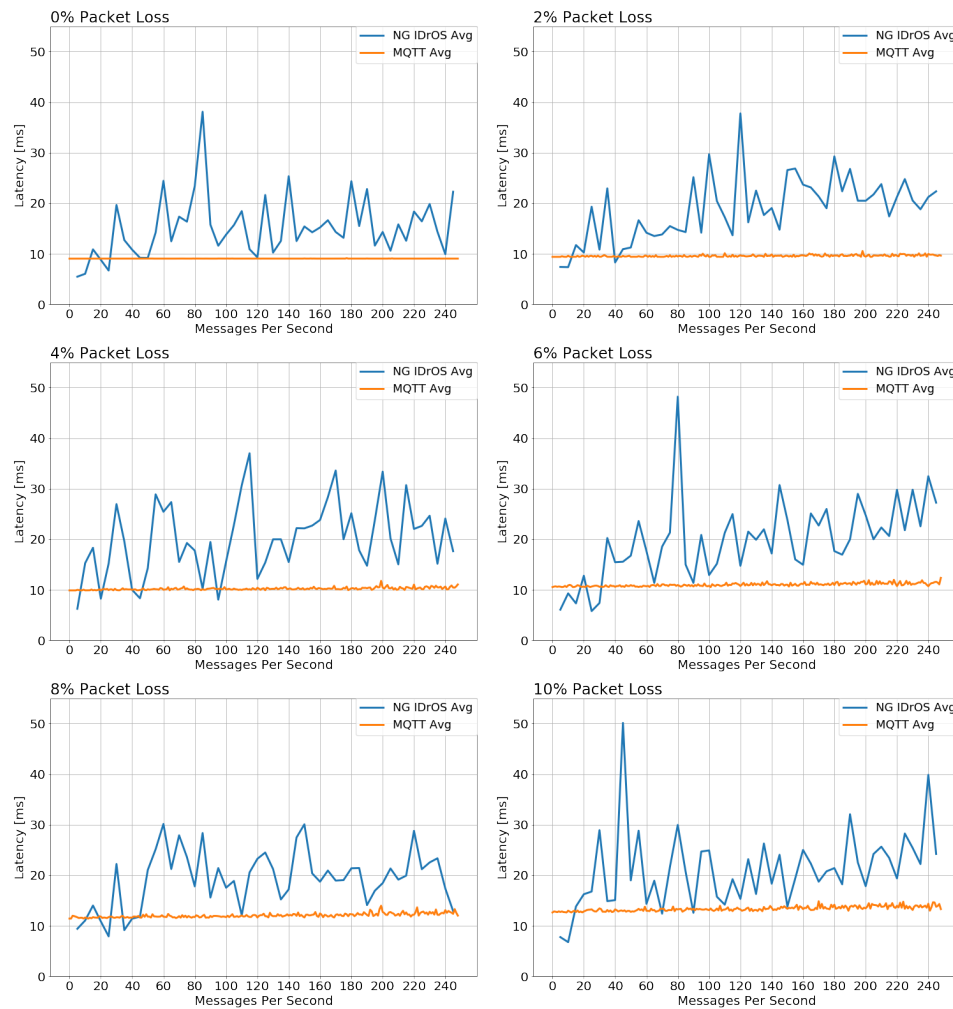 0% Packet Loss
NG IDrOS Avg
MQTT Avg
Latency [ms]
50
40
30
20
10
0
0 20 40 60 80 100 120 140 160 180 200 220 240
Messages Per Second
2% Packet Loss
NG IDrOS Avg
MQTT Avg
Latency [ms]
50
40
30
20
10
0
0 20 40 60 80 100 120 140 160 180 200 220 240
Messages Per Second
4% Packet Loss
NG IDrOS Avg
MQTT Avg
Latency [ms]
50
40
30
20
10
0
0 20 40 60 80 100 120 140 160 180 200 220 240
Messages Per Second
6% Packet Loss
NG IDrOS Avg
MQTT Avg
Latency [ms]
50
40
30
20
10
0
0 20 40 60 80 100 120 140 160 180 200 220 240
Messages Per Second
8% Packet Loss
NG IDrOS Avg
MQTT Avg
Latency [ms]
50
40
30
20
10
0
0 20 40 60 80 100 120 140 160 180 200 220 240
Messages Per Second
10% Packet Loss
NG IDrOS Avg
MQTT Avg
Latency [ms]
50
40
30
20
10
0
0 20 40 60 80 100 120 140 160 180 200 220 240
Messages Per Second